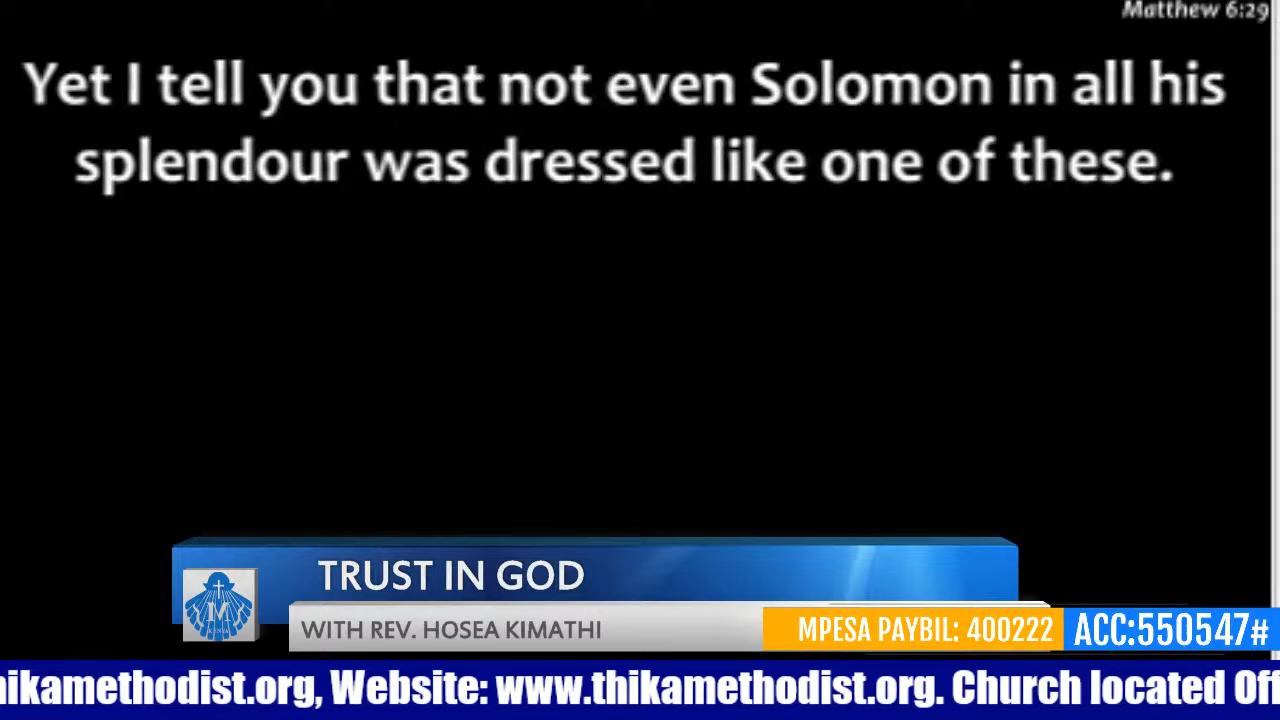 Matthew 6:29
Yet I tell you that not even Solomon in all his
splendour was dressed like one of these.
TRUST IN GOD
WITH REV. HOSEA KIMATHI
MPESA PAYBIL: 400222 ACC:550547#
hikamethodist.org, Website: www.thikamethodist.org. Church located Off